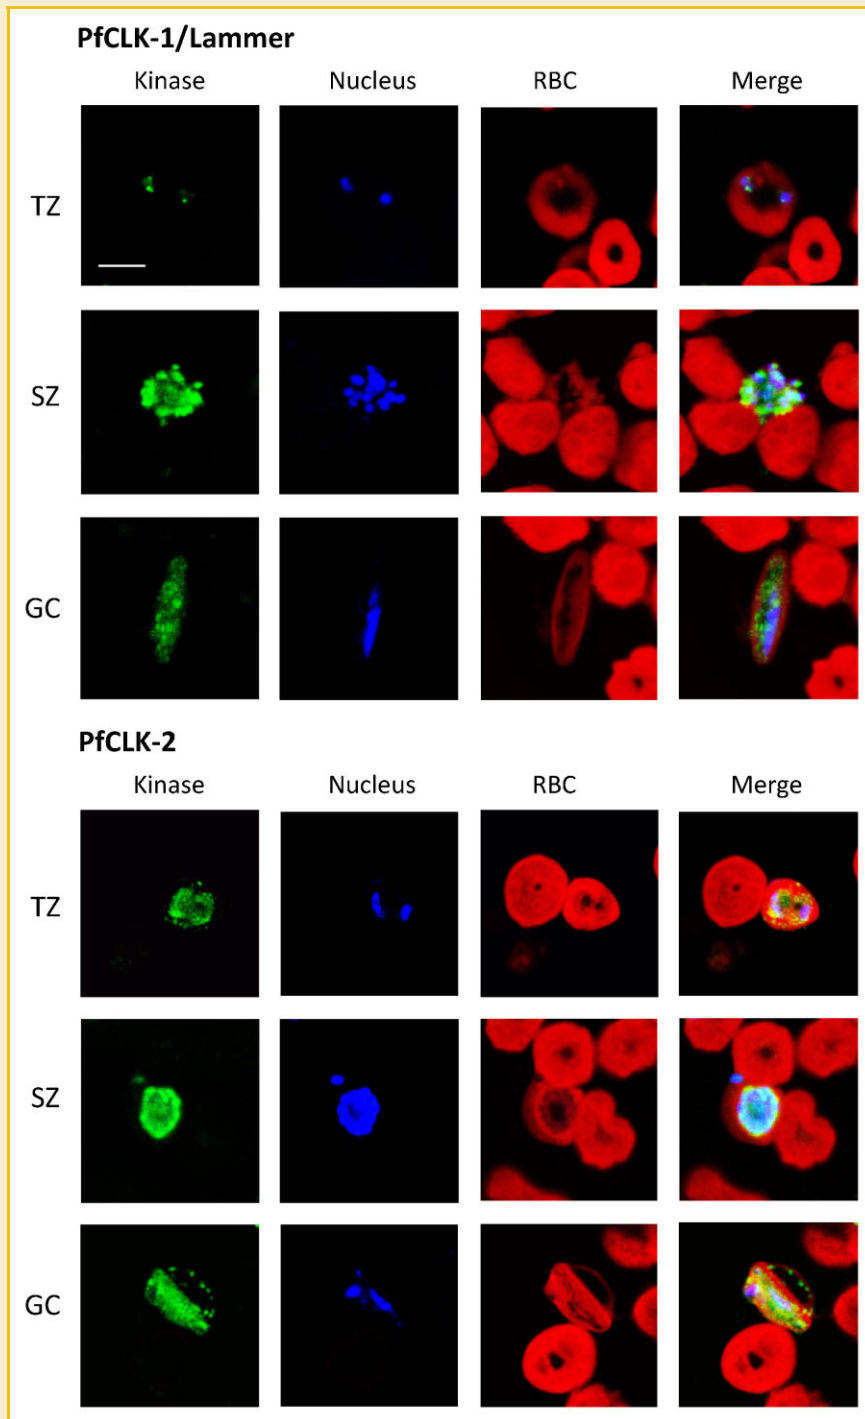 PfCLK-1/Lammer
Kinase Nucleus RBC Merge
TZ
SZ
GC
PfCLK-2
Kinase Nucleus RBC Merge
TZ
SZ
GC